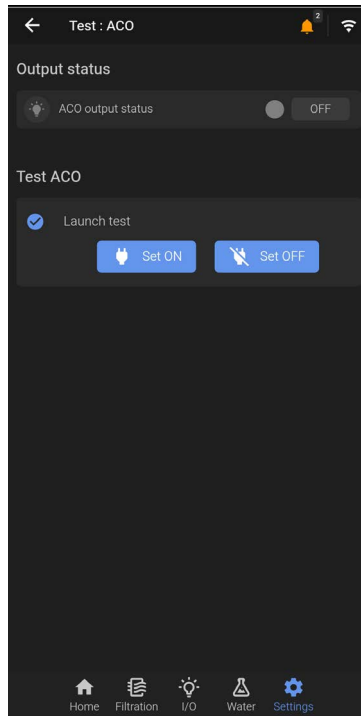 Test : ACO
2
Output status
ACO output status
OFF
Test ACO
Launch test
Set ON
Set OFF
Home Filtration I/O Water Settings